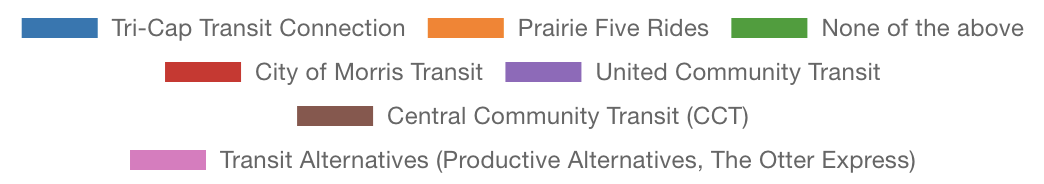 Tri-Cap Transit Connection Prairie Five Rides None of the above
City of Morris Transit United Community Transit
Central Community Transit (CCT)
Transit Alternatives (Productive Alternatives, The Otter Express)